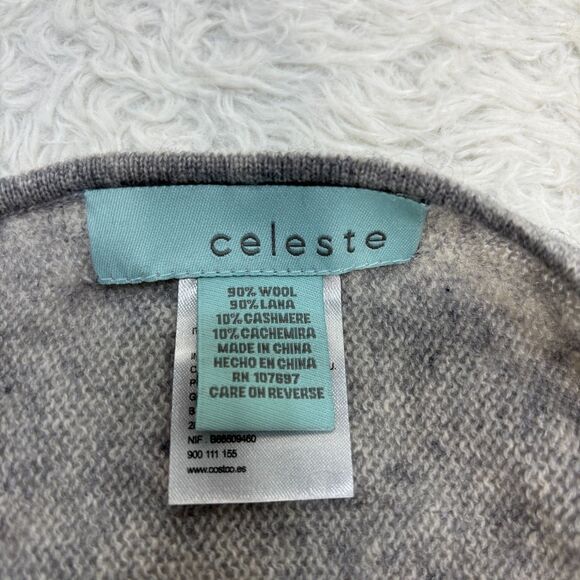 celeste
90% WOOL
90% LANA
10% CASHMERE
10% CACHEMIRA
MADE IN CHINA
HECHO EN CHINA
RN 107697
CARE ON REVERSE
NIF . B86509460
900 111 155
www.costco.es